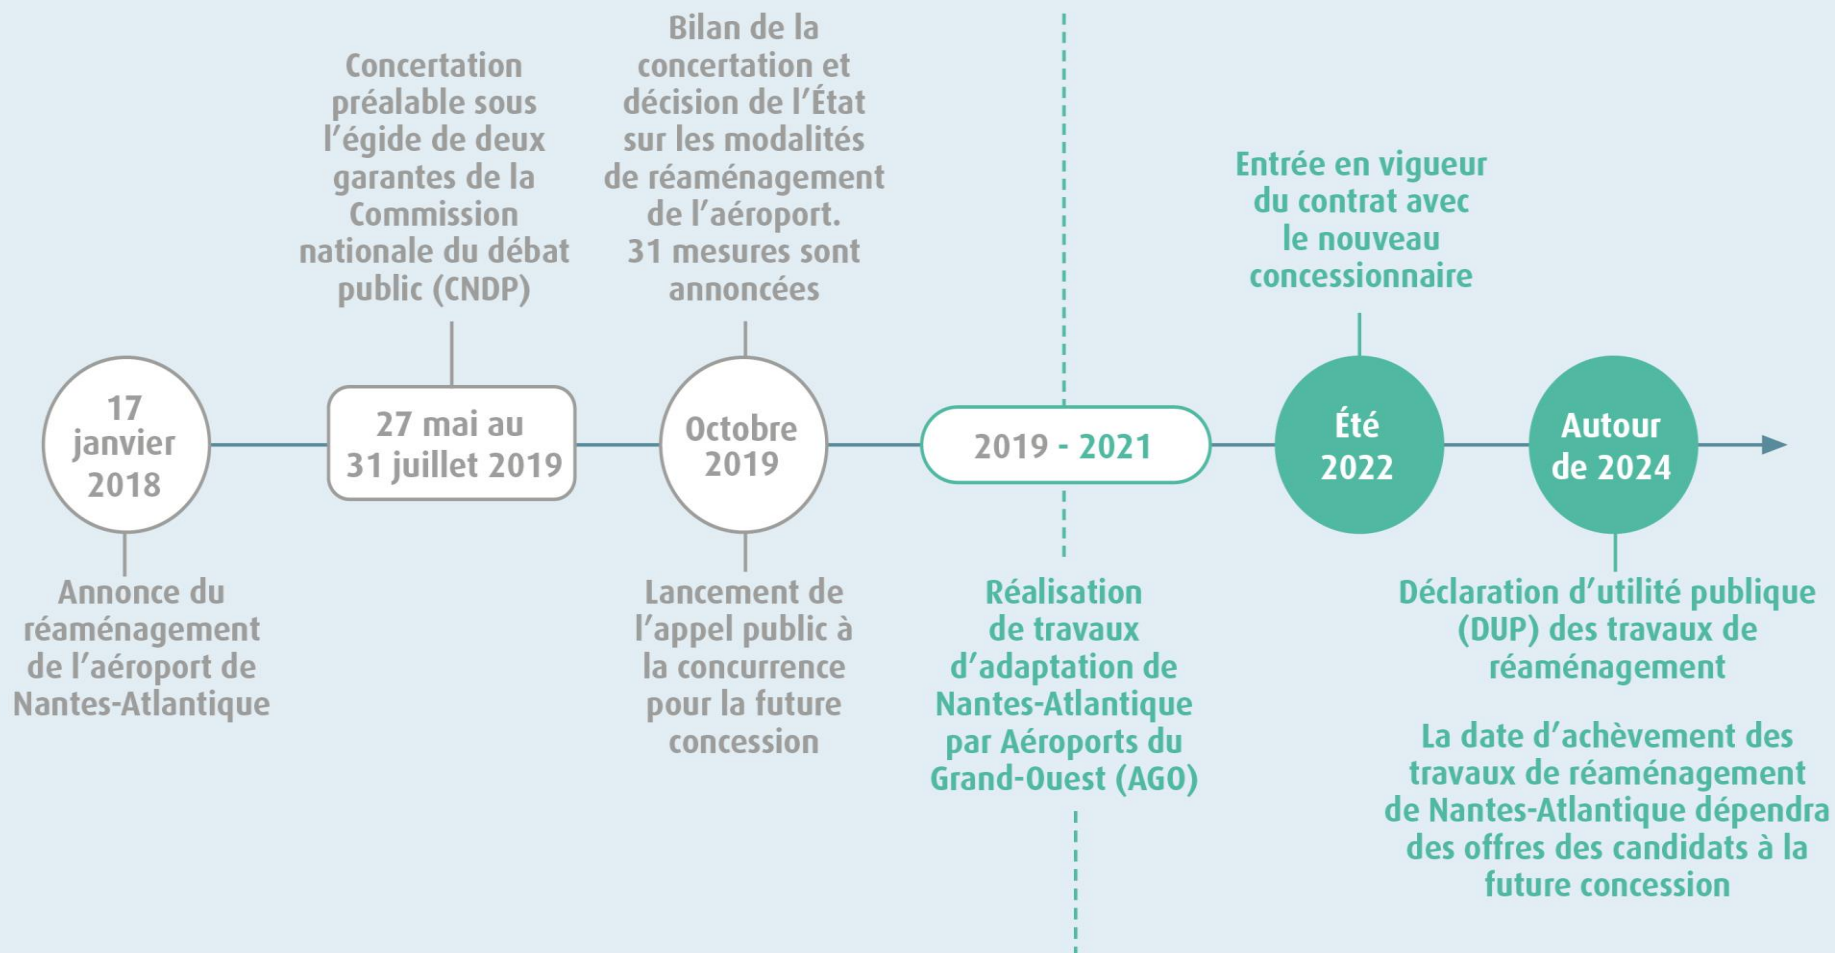 17
janvier
2018
Annonce du
réaménagement
de l'aéroport de
Nantes-Atlantique
Concertation
préalable sous
l'égide de deux
garantes de la
Commission
nationale du débat
public (CNDP)
27 mai au
31 juillet 2019
Bilan de la
concertation et
décision de l'État
sur les modalités
de réaménagement
de l'aéroport.
31 mesures sont
annoncées
Octobre
2019
Lancement de
l'appel public à
la concurrence
pour la future
concession
2019 - 2021
Réalisation
de travaux
d'adaptation de
Nantes-Atlantique
par Aéroports du
Grand-Ouest (AGO)
Entrée en vigueur
du contrat avec
le nouveau
concessionnaire
Été
2022
Autour
de 2024
Déclaration d'utilité publique
(DUP) des travaux de
réaménagement
La date d'achèvement des
travaux de réaménagement
de Nantes-Atlantique dépendra
des offres des candidats à la
future concession